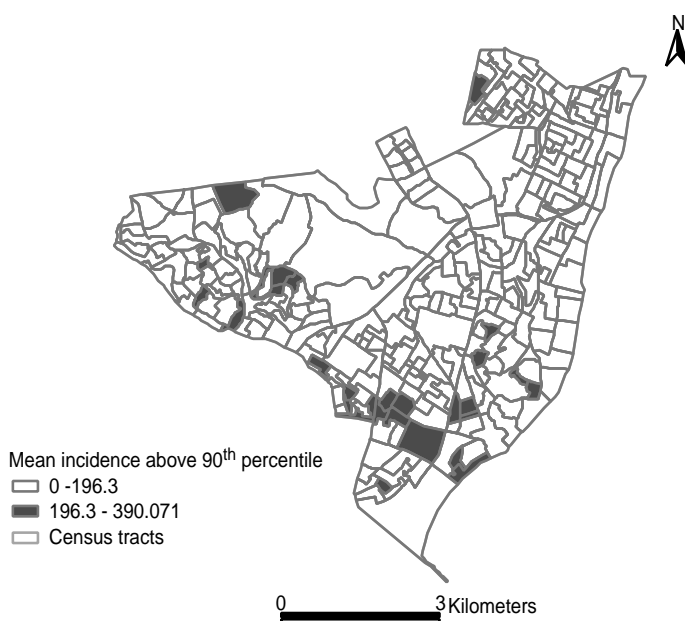 N
Mean incidence above 90th percentile
0 -196.3
196.3 - 390.071
Census tracts
0 3 Kilometers